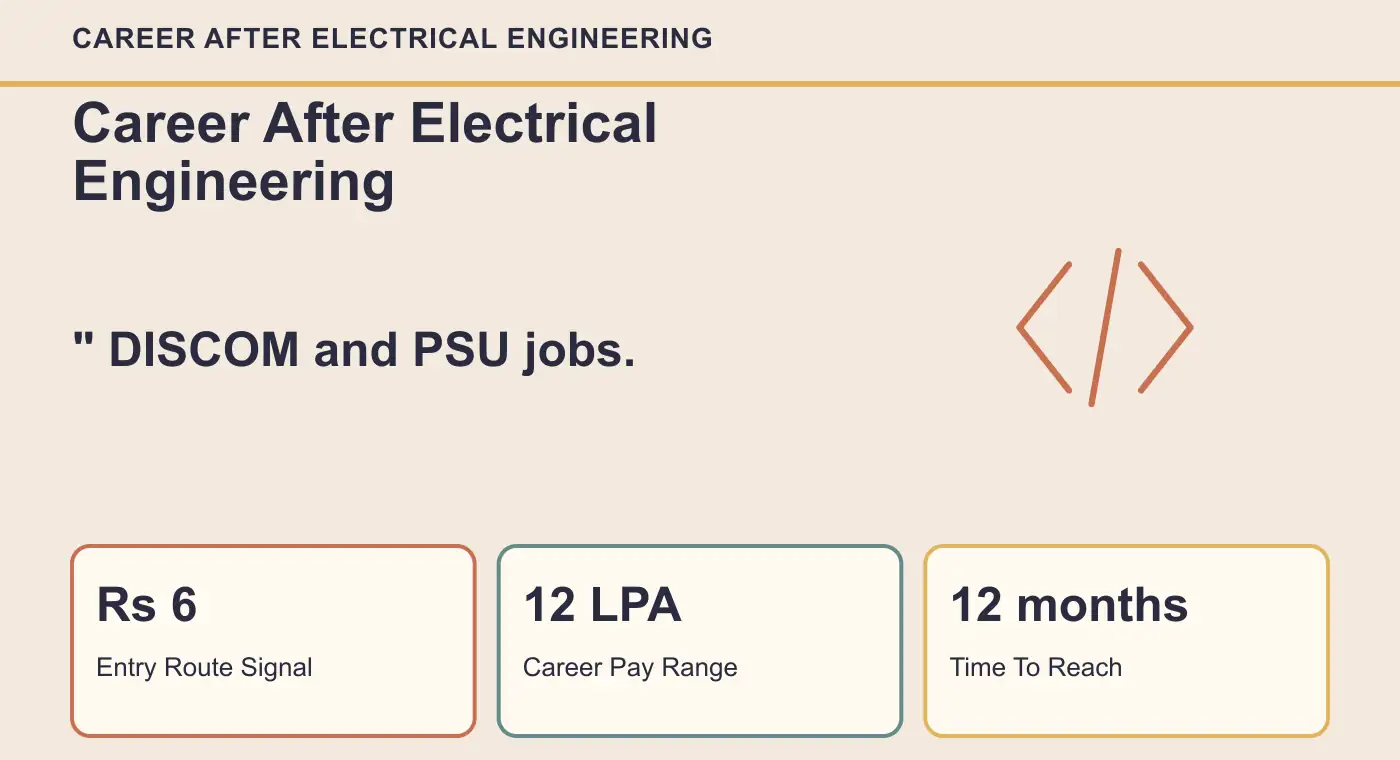 CAREER AFTER ELECTRICAL ENGINEERING
Career After Electrical
Engineering
" DISCOM and PSU jobs.
Rs 6
Entry Route Signal
12 LPA
Career Pay Range
12 months
Time To Reach